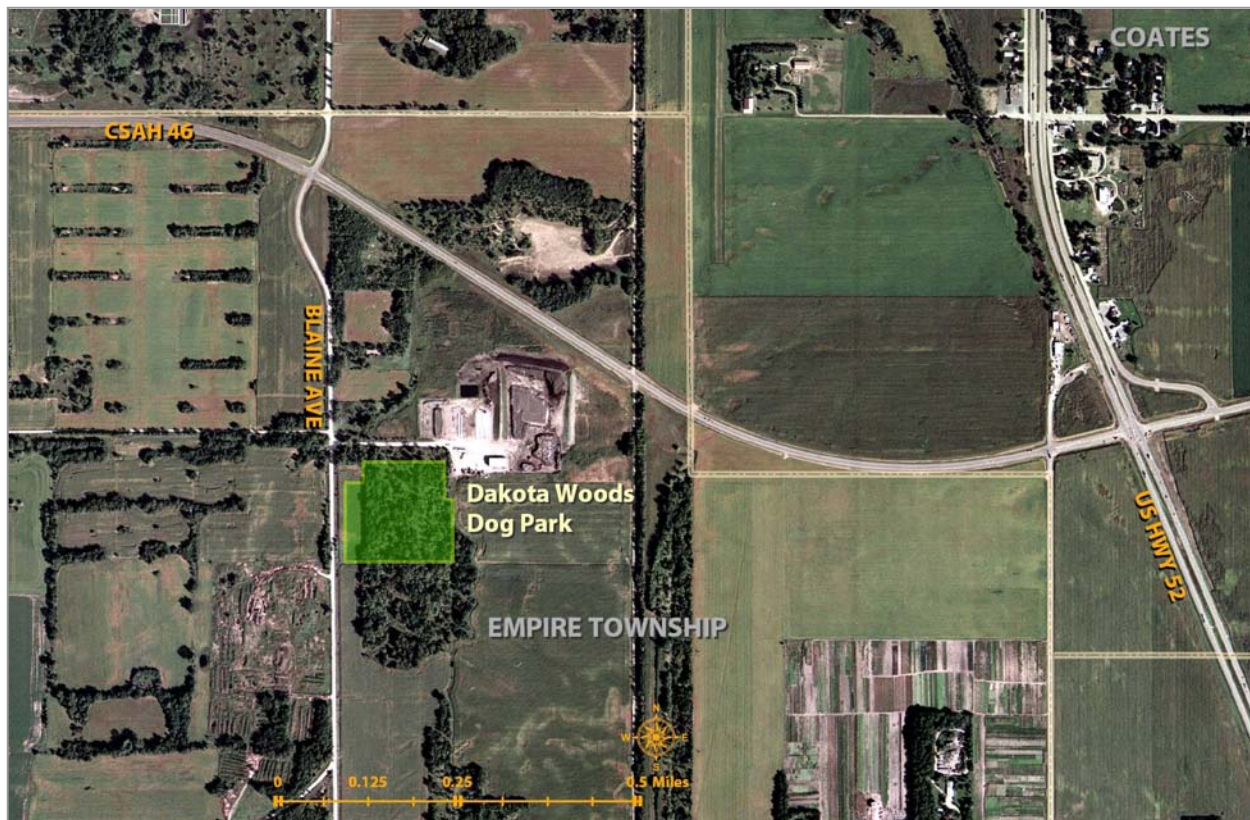 COATES
CSAH 46
BLAINE AVE
Dakota Woods
Dog Park
US HWY 52
EMPIRE TOWNSHIP
N
W E
S
0 0.125 0.25 0.5 Miles